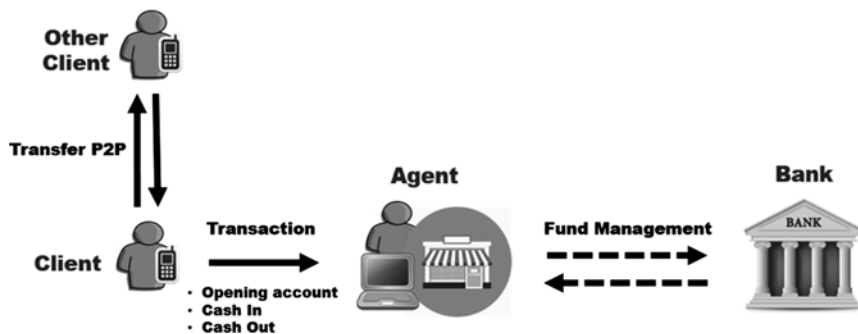 Other
Client
Transfer P2P
Client
Transaction
· Opening account
· Cash In
· Cash Out
Agent
Fund Management
Bank
BANK